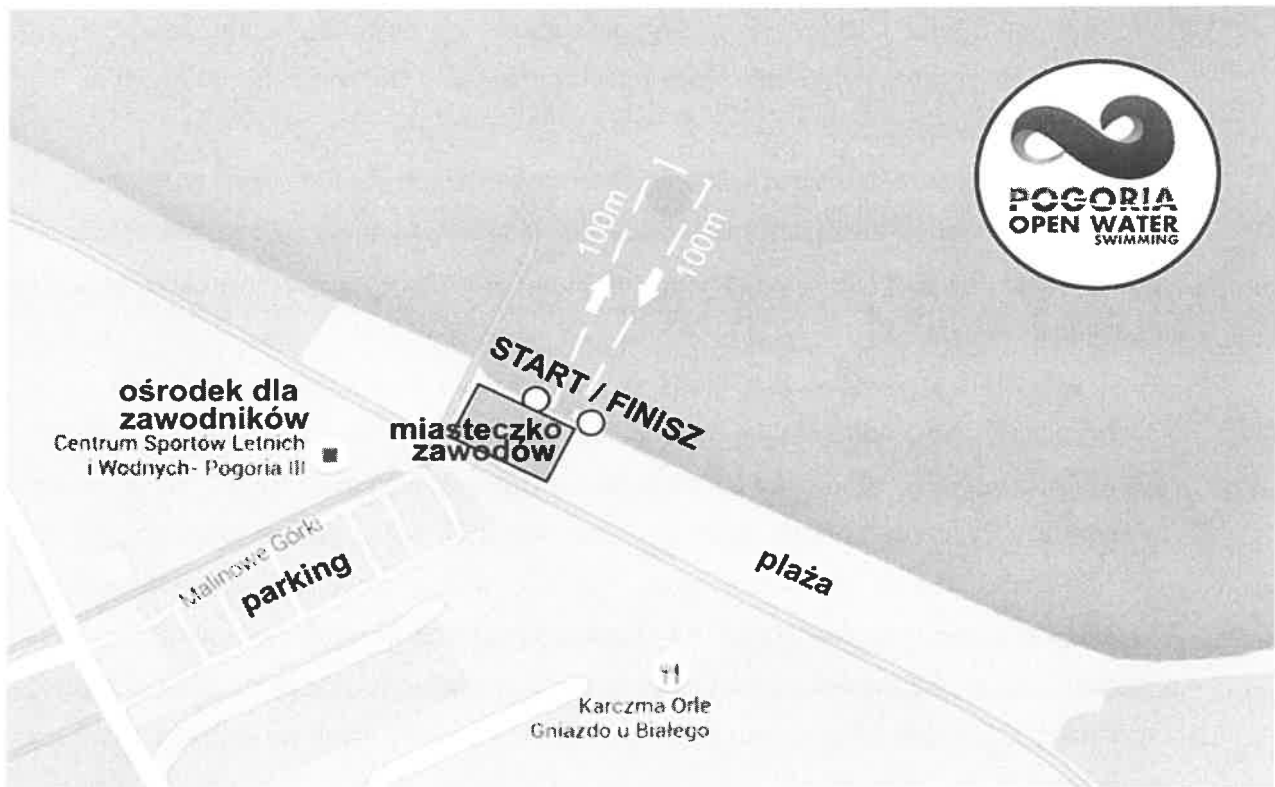 POGORIA
OPEN WATER
SWIMMING
100m
100m
START / FINISZ
ośrodek dla
zawodników
Centrum Sportów Letnich
i Wodnych- Pogoria III
miasteczko
zawodów
Malinowe Górki
parking
plaża
Karczma Orle
Gniazdo u Białego